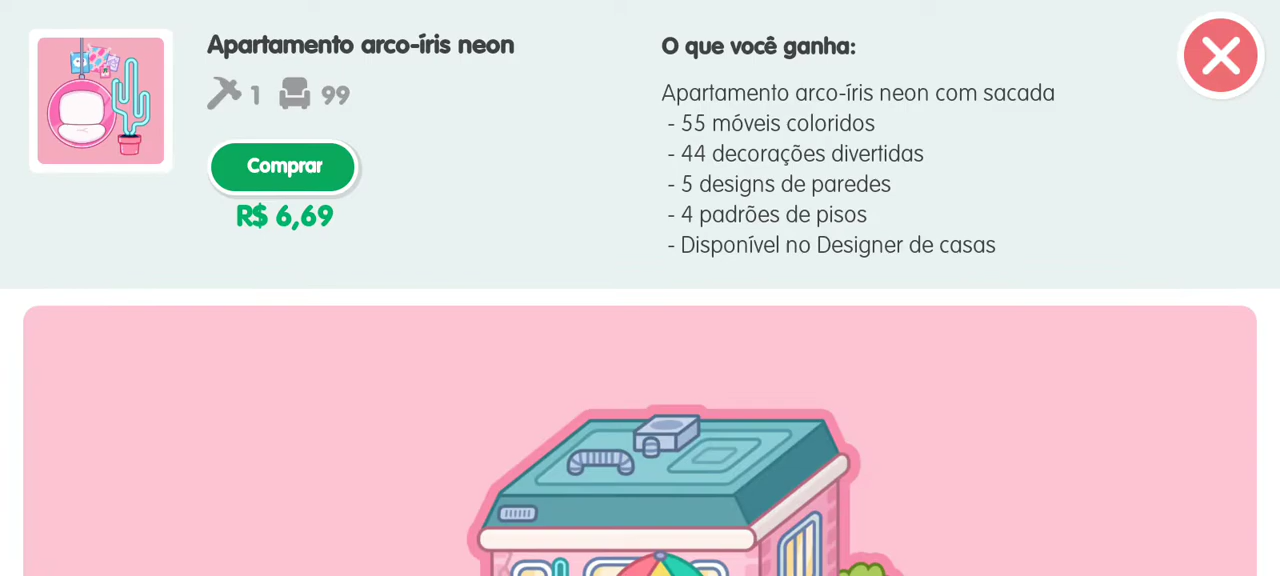 Apartamento arco-íris neon
1 99
Comprar
R$ 6,69
O que você ganha:
Apartamento arco-íris neon com sacada
- 55 móveis coloridos
- 44 decorações divertidas
- 5 designs de paredes
- 4 padrões de pisos
- Disponível no Designer de casas